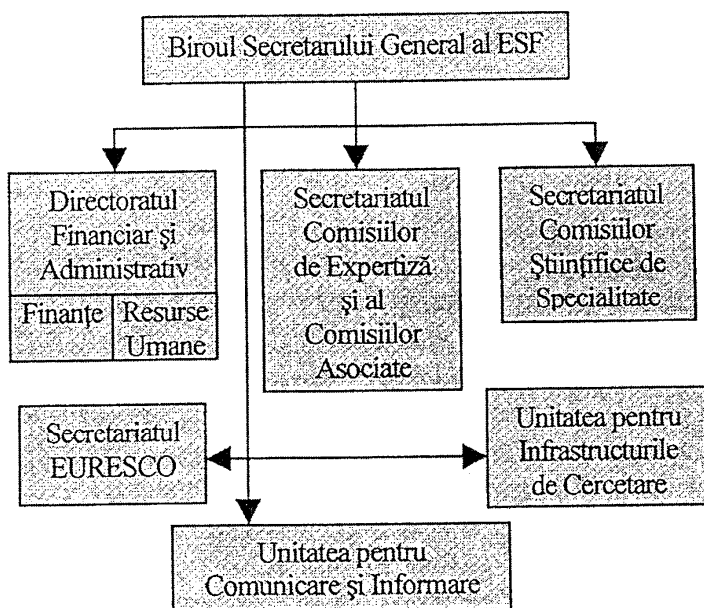 Biroul Secretarului General al ESF
Directoratul
Financiar şi
Administrativ
Finanţe
Resurse
Umane
Secretariatul
Comisiilor
de Expertiză
şi al
Comisiilor
Asociate
Secretariatul
Comisiilor
Ştiinţifice de
Specialitate
Secretariatul
EURESCO
Unitatea pentru
Infrastructurile
de Cercetare
Unitatea pentru
Comunicare şi Informare